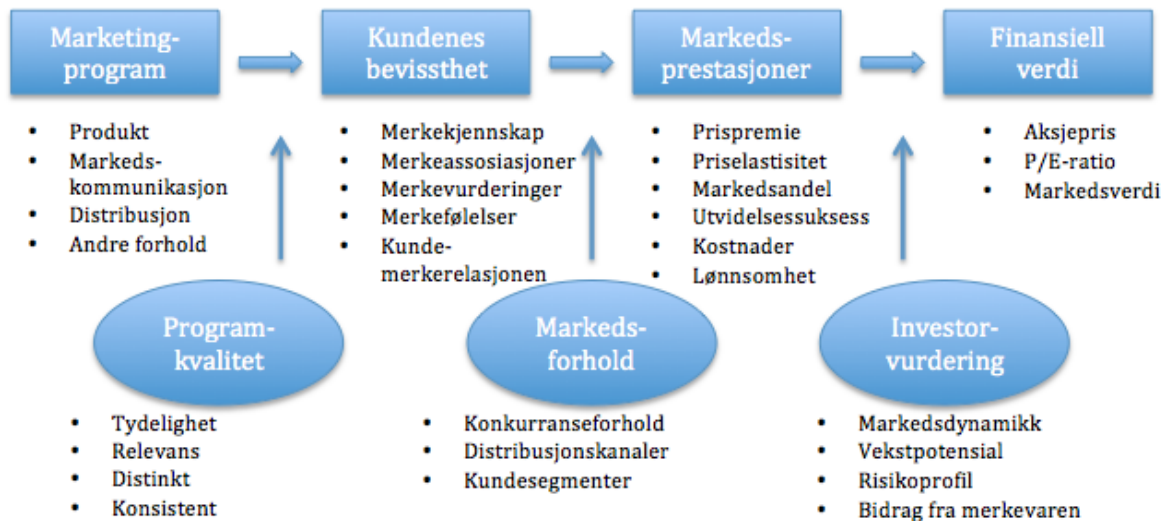 Marketing-
program
Kundenes
bevissthet
Markeds-
prestasjoner
Finansiell
verdi
• Produkt
• Markeds-
kommunikasjon
• Distribusjon
• Andre forhold
• Merkekjennskap
• Merkeassosiasjoner
• Merkevurderinger
• Merkefølelser
• Kunde-
merkerelasjonen
• Prispremie
• Priselastisitet
• Markedsandel
• Utvidelsessuksess
• Kostnader
• Lønnsomhet
• Aksjepris
• P/E-ratio
• Markedsverdi
Program-
kvalitet
Markeds-
forhold
Investor-
vurdering
• Tydelighet
• Relevans
• Distinkt
• Konsistent
• Konkurranseforhold
• Distribusjonskanaler
• Kundesegmenter
• Markedsdynamikk
• Vekstpotensial
• Risikoprofil
• Bidrag fra merkevaren